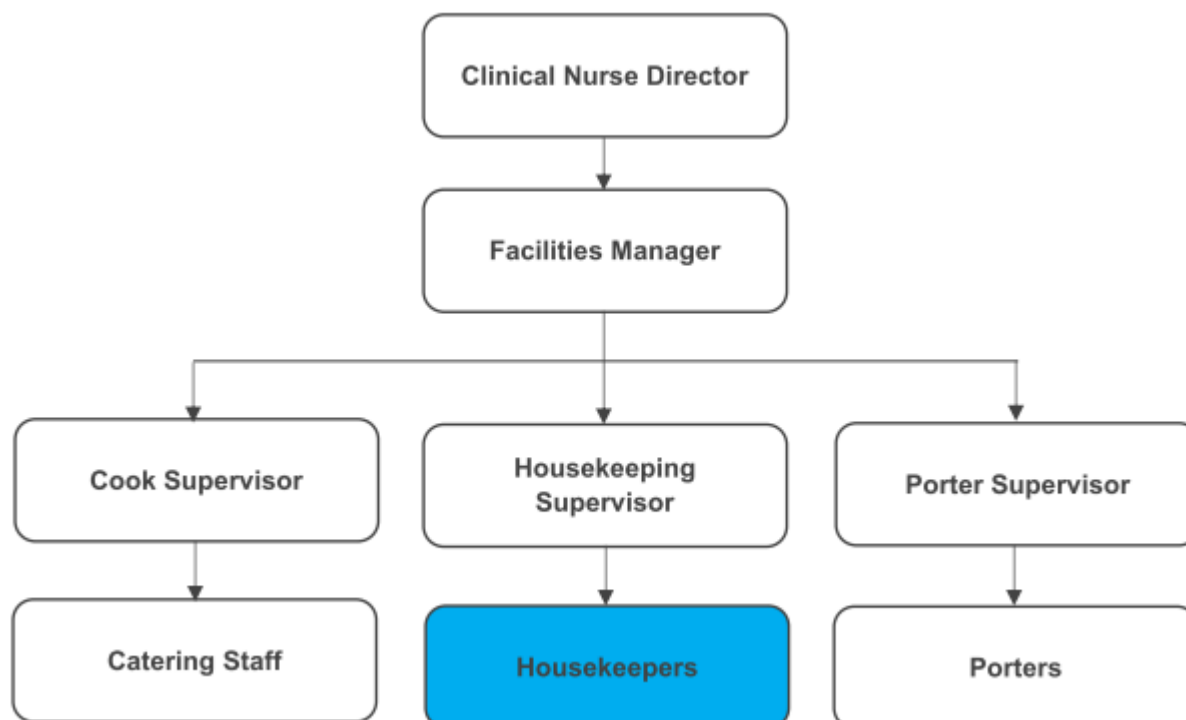 Clinical Nurse Director
Facilities Manager
Cook Supervisor
Housekeeping
Supervisor
Porter Supervisor
Catering Staff
Housekeepers
Porters